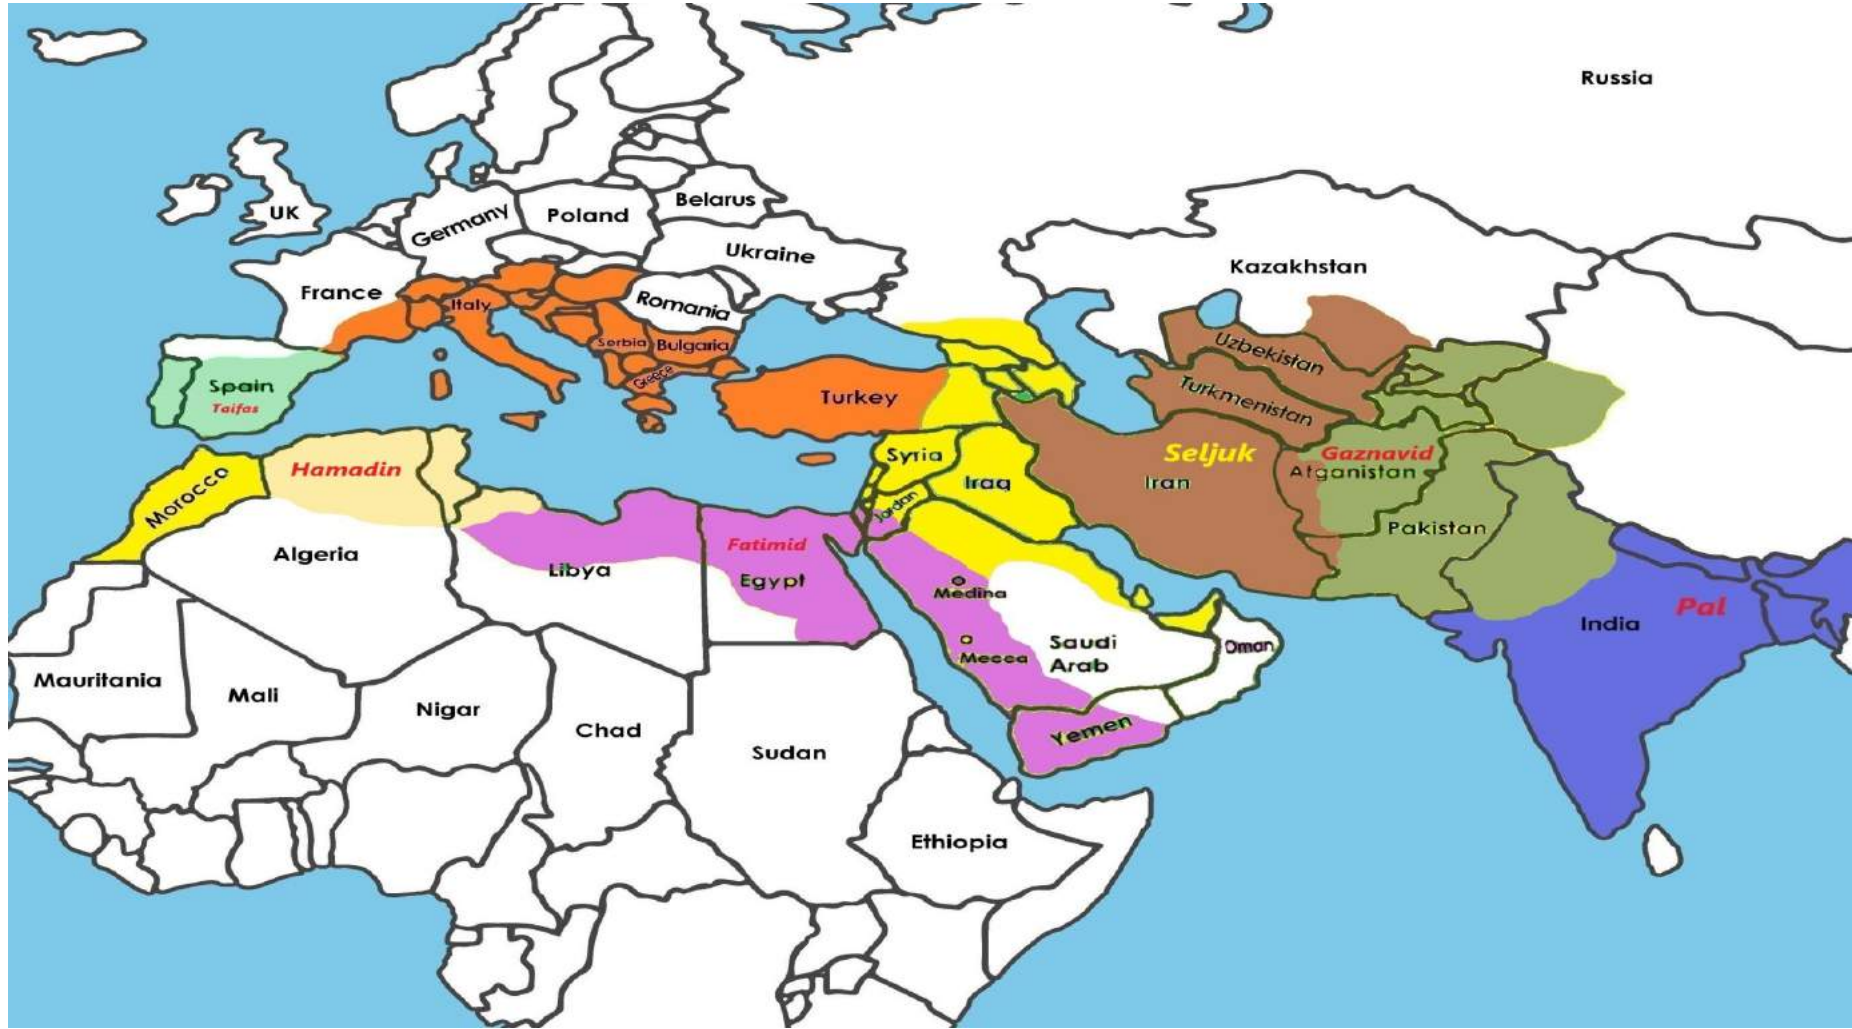 Russia
Belarus
UK
Germany
Poland
Ukraine
Kazakhstan
France
Italy
Romania
Serbia
Bulgaria
Uzbekistan
Greece
Spain
Taifas
Turkey
Turkmenistan
Seljuk
Gaznavid
Syria
Hamadin
Morocco
Iraq
Iran
Afganistan
Jordan
Pakistan
Algeria
Fatimid
Libya
Egypt
Medina
Pal
India
Saudi
Arab
Oman
Mecca
Mauritania
Mali
Nigar
Chad
Sudan
Yemen
Ethiopia